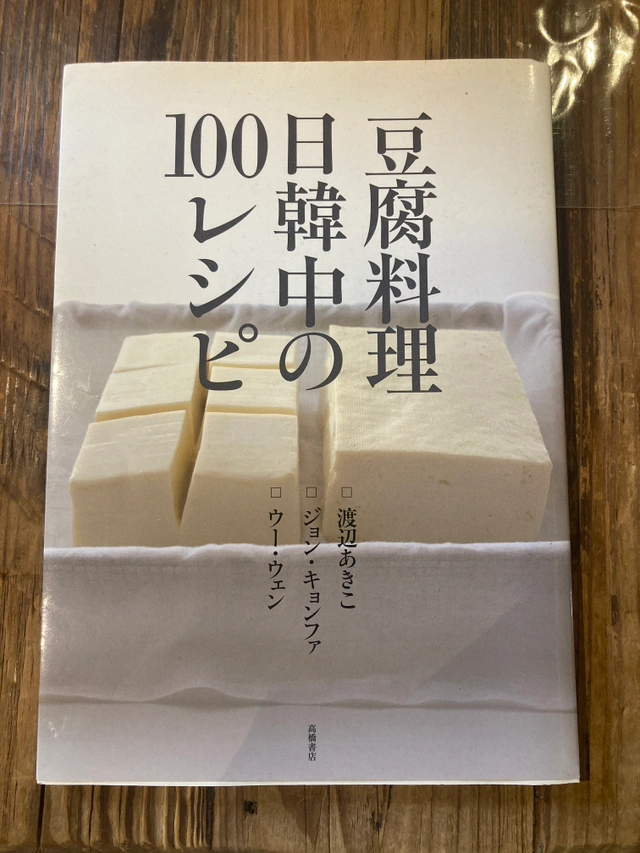 豆腐料理
日韓中の
100レシピ
□ 渡辺あきこ
□ ジョン・キョンファ
□ ウー・ウェン
高橋書店